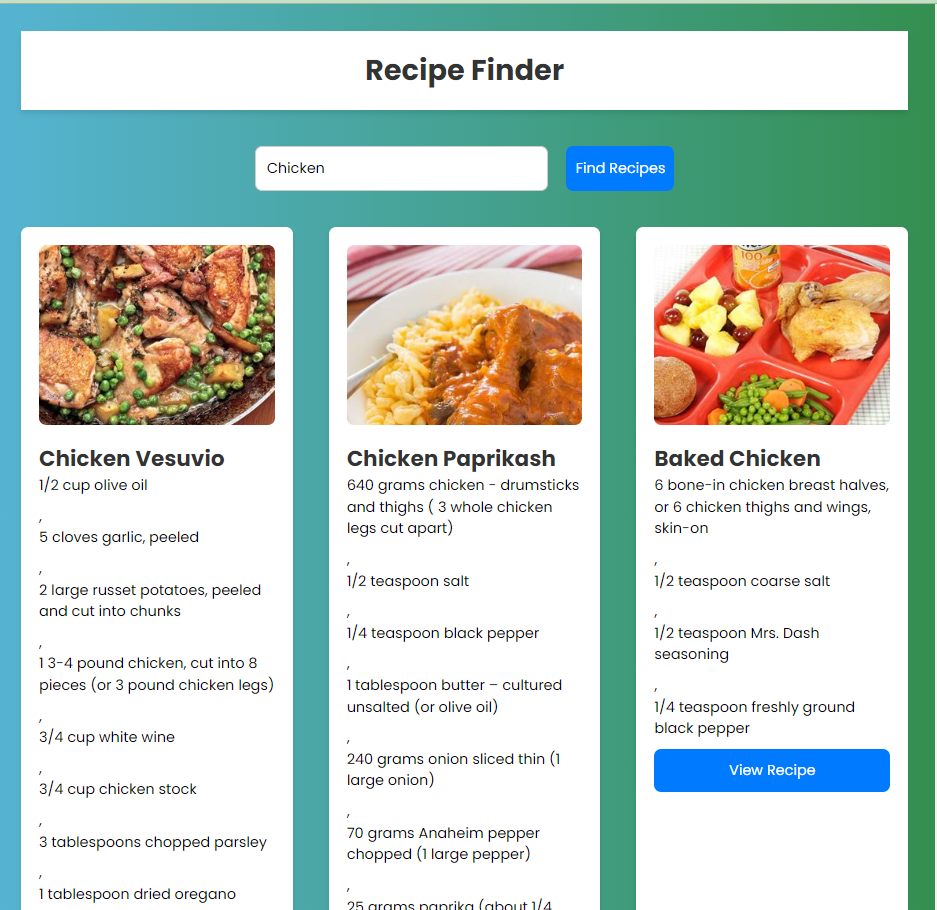 Recipe Finder
Chicken
Find Recipes
Chicken Vesuvio
1/2 cup olive oil
,
5 cloves garlic, peeled
,
2 large russet potatoes, peeled
and cut into chunks
,
1 3-4 pound chicken, cut into 8
pieces (or 3 pound chicken legs)
,
3/4 cup white wine
,
3/4 cup chicken stock
,
3 tablespoons chopped parsley
,
1 tablespoon dried oregano
Chicken Paprikash
640 grams chicken - drumsticks
and thighs ( 3 whole chicken
legs cut apart)
,
1/2 teaspoon salt
,
1/4 teaspoon black pepper
,
1 tablespoon butter – cultured
unsalted (or olive oil)
,
240 grams onion sliced thin (1
large onion)
,
70 grams Anaheim pepper
chopped (1 large pepper)
,
25 grams paprika (about 1/4
100
Baked Chicken
6 bone-in chicken breast halves,
or 6 chicken thighs and wings,
skin-on
,
1/2 teaspoon coarse salt
,
1/2 teaspoon Mrs. Dash
seasoning
,
1/4 teaspoon freshly ground
black pepper
View Recipe